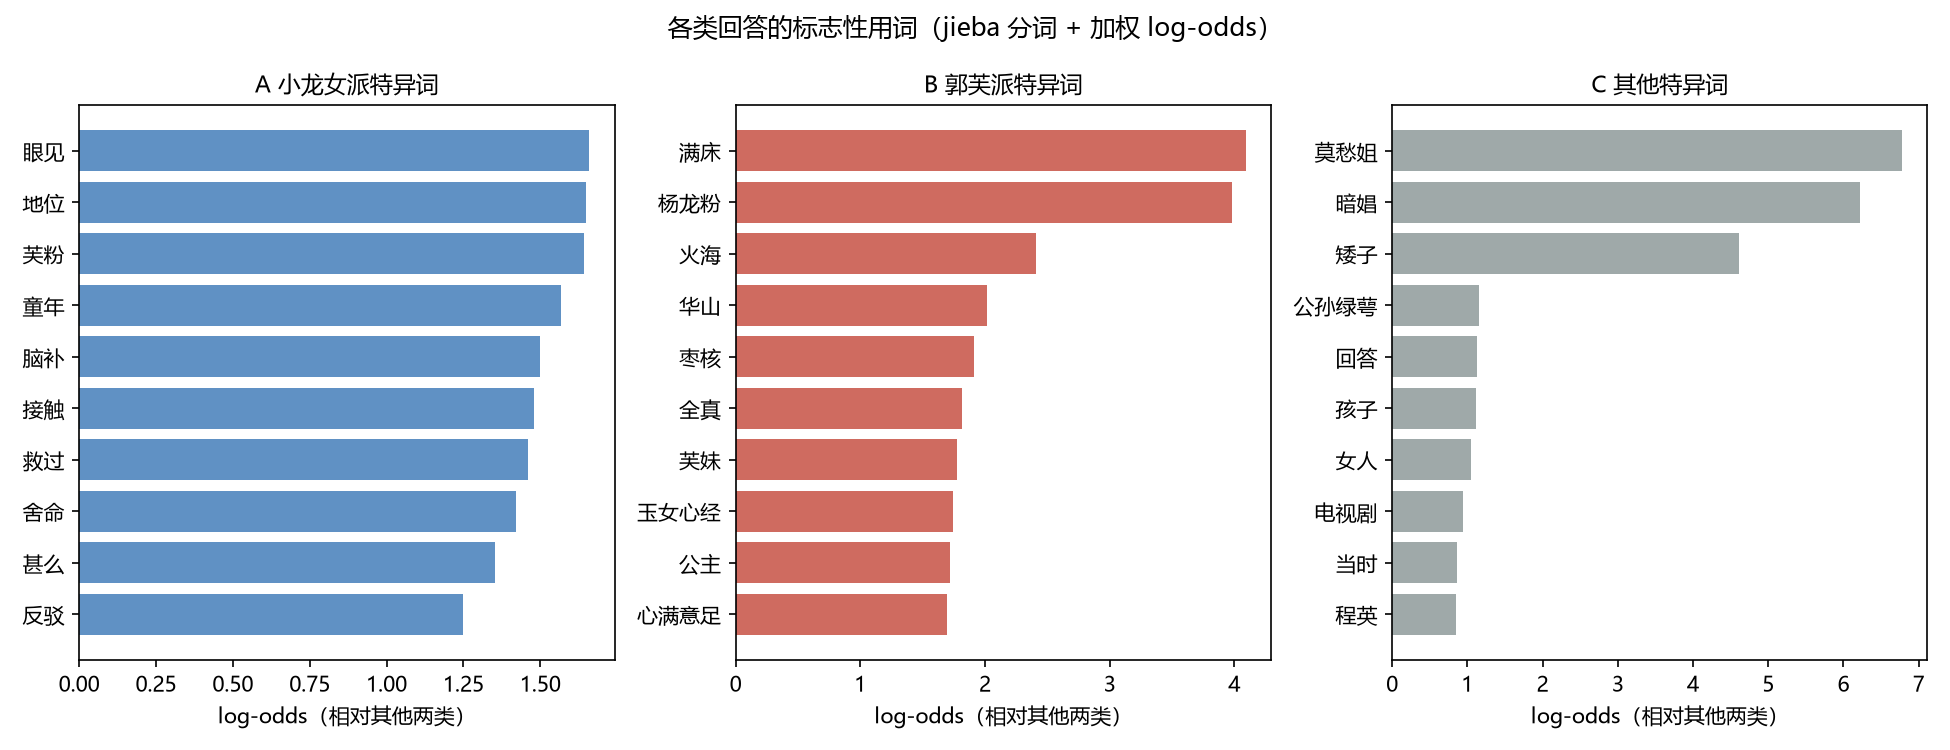 各类回答的标志性用词（jieba 分词 + 加权 log-odds）
A 小龙女派特异词
眼见
地位
芙粉
童年
脑补
接触
救过
舍命
甚么
反驳
0.00 0.25 0.50 0.75 1.00 1.25 1.50
log-odds（相对其他两类）
B 郭芙派特异词
满床
杨龙粉
火海
华山
枣核
全真
芙妹
玉女心经
公主
心满意足
0 1 2 3 4
log-odds（相对其他两类）
C 其他特异词
莫愁姐
暗娼
矮子
公孙绿萼
回答
孩子
女人
电视剧
当时
程英
0 1 2 3 4 5 6 7
log-odds（相对其他两类）